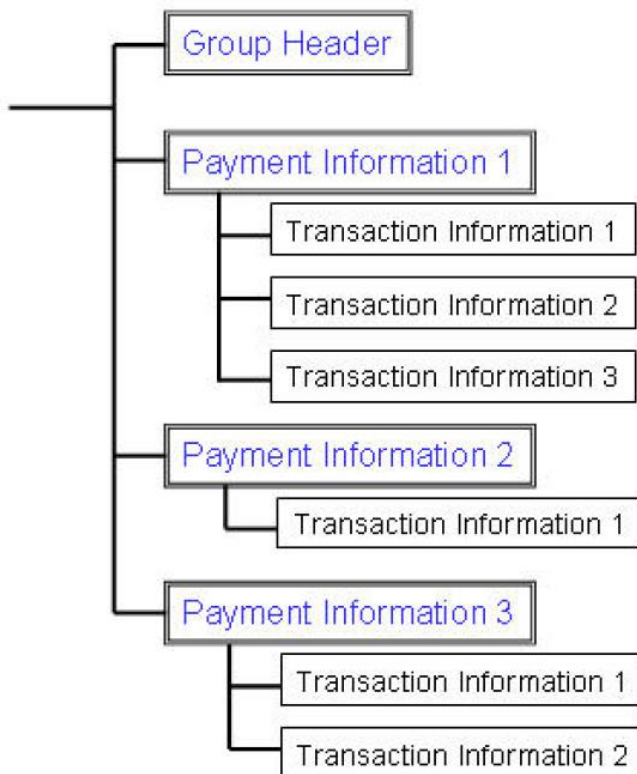 Group Header
Payment Information 1
Transaction Information 1
Transaction Information 2
Transaction Information 3
Payment Information 2
Transaction Information 1
Payment Information 3
Transaction Information 1
Transaction Information 2